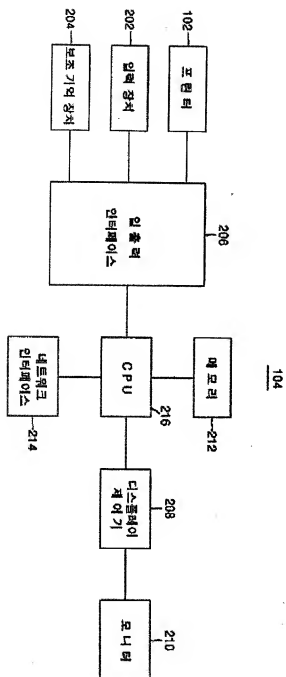 104
102
프 린 터
202
입력 장치
204
보조 기억 장치
206
입 출 력
인터페이스
메 모 리
212
C P U
216
네트워크
인터페이스
214
208
디스플레이
제 어 기
210
모 니 터